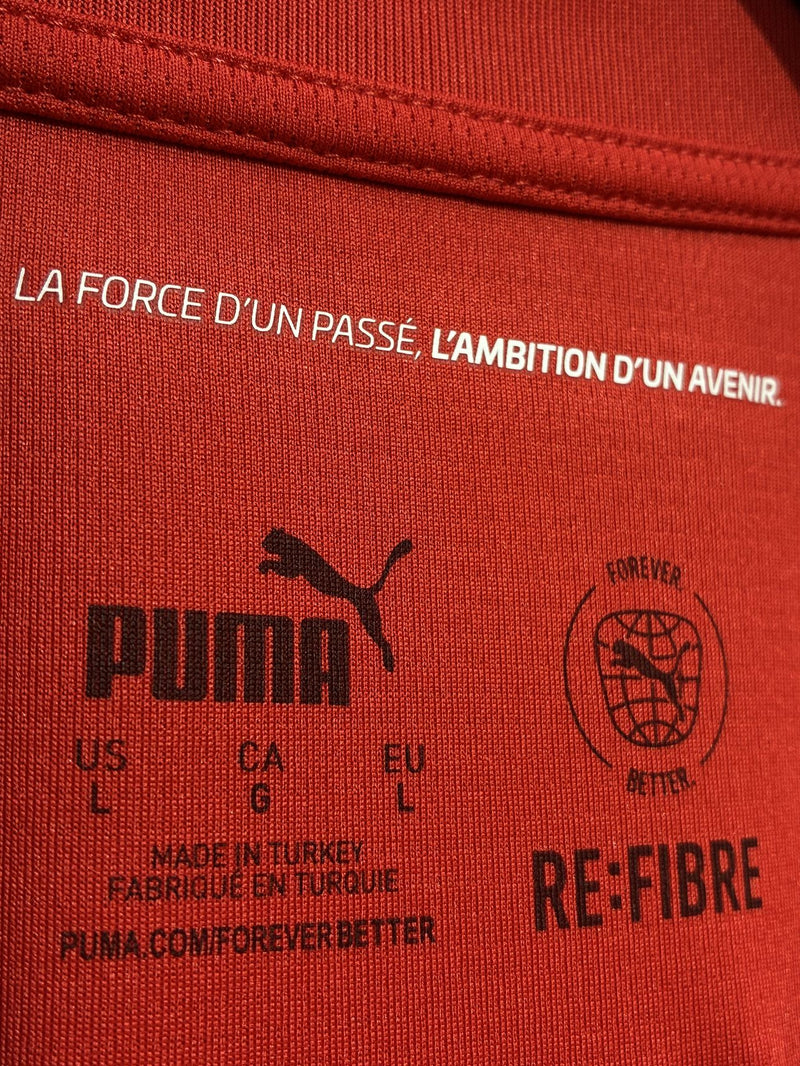 LA FORCE D'UN PASSÉ, L'AMBITION D'UN AVENIR.
PUMA
US CA EU
L G L
MADE IN TURKEY
FABRIQUÉ EN TURQUIE
PUMA.COM/FOREVERBETTER
FOREVER.
BETTER.
RE:FIBRE